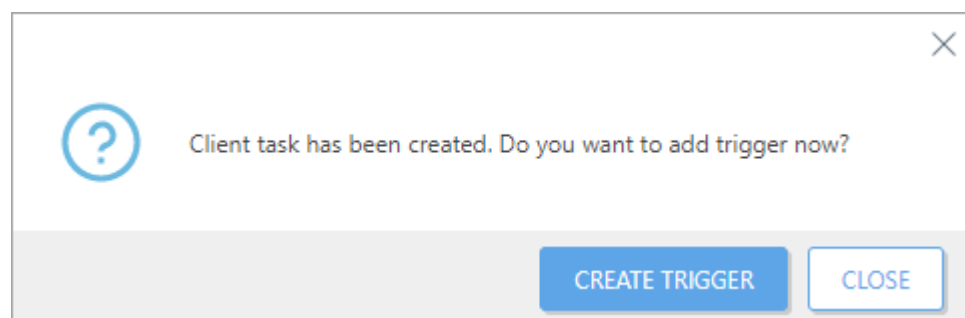 Client task has been created. Do you want to add trigger now?
CREATE TRIGGER
CLOSE